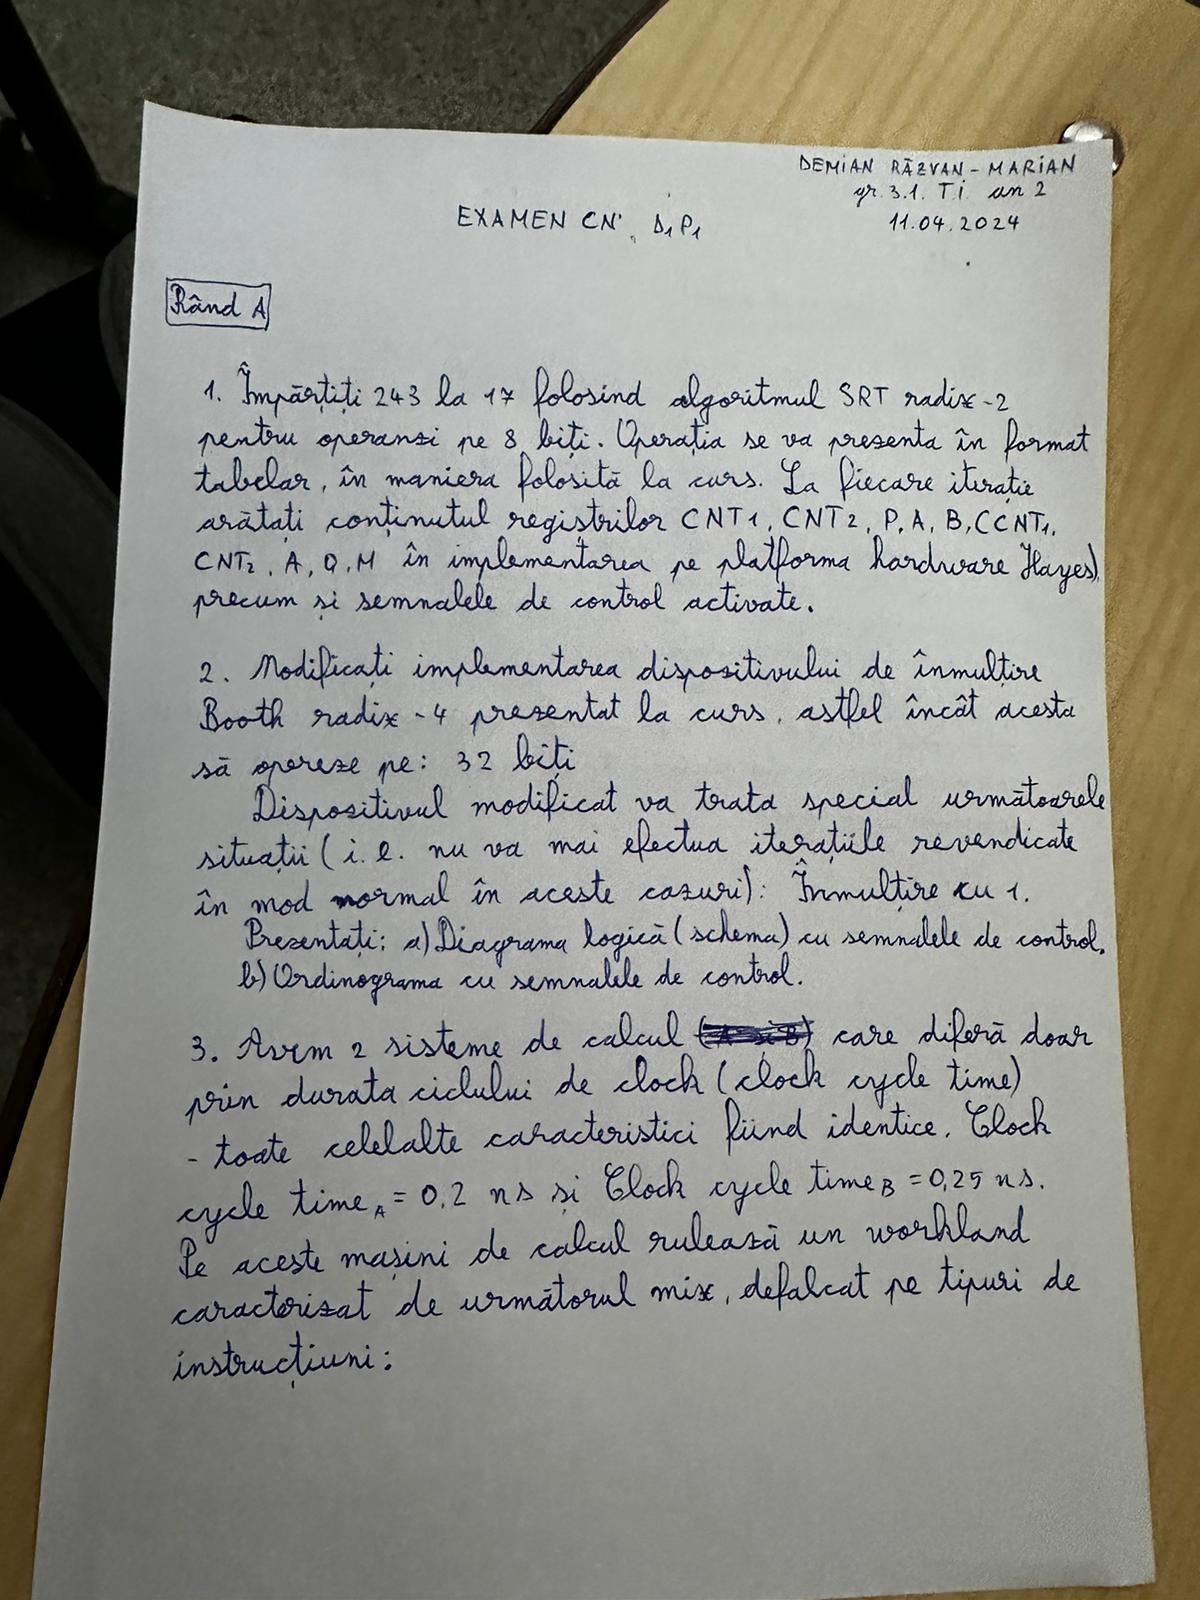 DEMIAN RĂZVAN - MARIAN
gr. 3.1. T.I. an 2
EXAMEN CN', D1P1
11.04.2024
Rând A
1. Împărțiți 243 la 17 folosind algoritmul SRT radix-2
pentru operanzi pe 8 biți. Operația se va prezenta în format
tabelar, în maniera folosită la curs. La fiecare iterație
arătați conținutul regiștrilor CNT1, CNT2, P, A, B, (CNT1,
CNT2, A, Q, M în implementarea pe platforma hardware Hayes),
precum și semnalele de control activate.
2. Modificați implementarea dispozitivului de înmulțire
Booth radix-4 prezentat la curs, astfel încât acesta
să opereze pe: 32 biți
Dispozitivul modificat va trata special următoarele
situații (i.e. nu va mai efectua iterațiile revendicate
în mod normal în aceste cazuri): Înmulțire cu 1.
Prezentați: a) Diagrama logică (schema) cu semnalele de control.
b) Ordinograma cu semnalele de control.
3. Avem 2 sisteme de calcul care diferă doar
prin durata ciclului de clock (clock cycle time)
- toate celelalte caracteristici fiind identice. Clock
cycle time A = 0,2 ns și Clock cycle time B = 0,25 ns.
Pe aceste mașini de calcul rulează un workland
caracterizat de următorul mix, defalcat pe tipuri de
instrucțiuni: